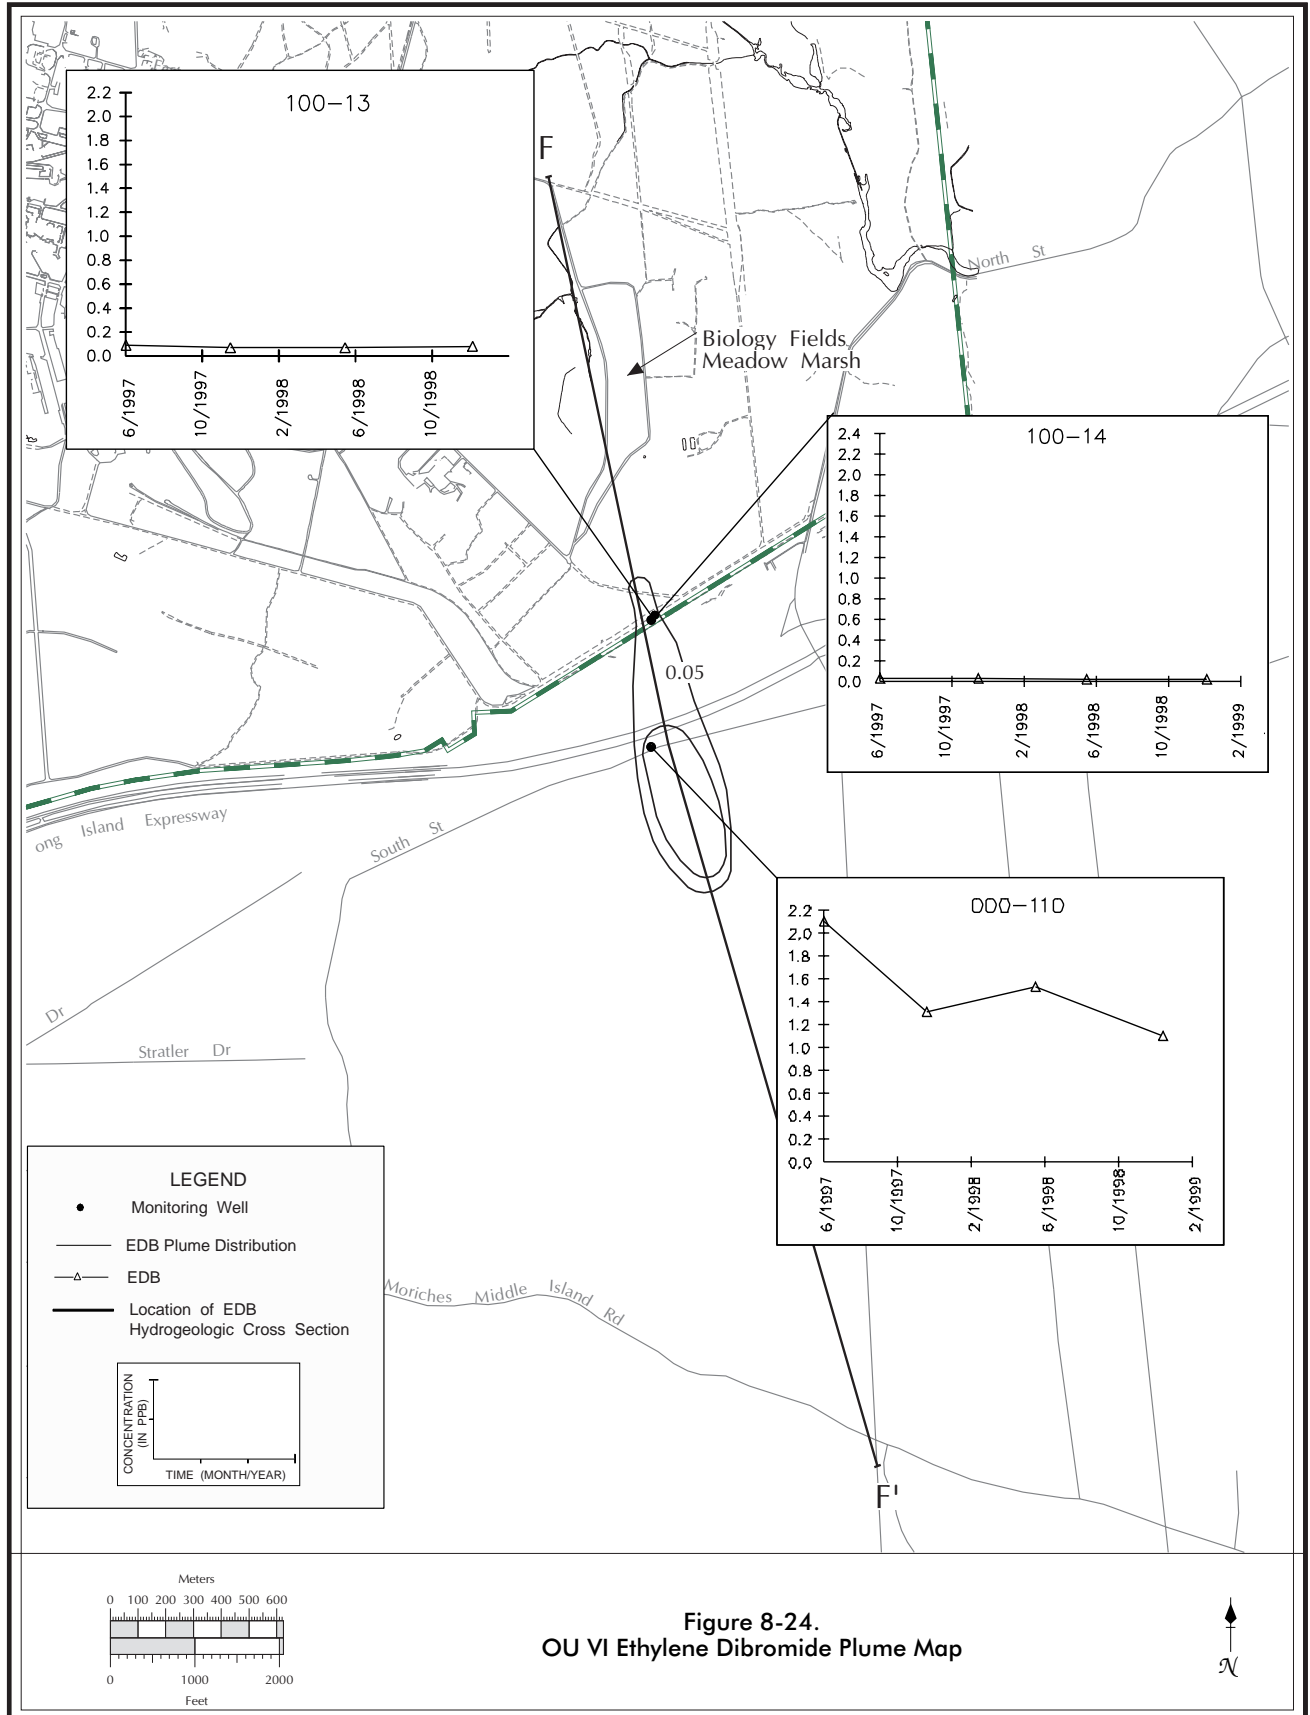 100-13
2.2
2.0
1.8
1.6
1.4
1.2
1.0
0.8
0.6
0.4
0.2
0.0
6/1997
10/1997
2/1998
6/1998
10/1998
F
North St
Biology Fields
Meadow Marsh
100-14
2.4
2.2
2.0
1.8
1.6
1.4
1.2
1.0
0.8
0.6
0.4
0.2
0.0
6/1997
10/1997
2/1998
6/1998
10/1998
2/1999
0.05
ong Island Expressway
South St
000-110
2.2
2.0
1.8
1.6
1.4
1.2
1.0
0.8
0.6
0.4
0.2
0.0
6/1997
10/1997
2/1998
6/1998
10/1998
2/1999
Dr
Stratler Dr
LEGEND
Monitoring Well
EDB Plume Distribution
EDB
Location of EDB
Hydrogeologic Cross Section
CONCENTRATION
(IN PPB)
TIME (MONTH/YEAR)
Moriches Middle Island Rd
F'
Meters
0 100 200 300 400 500 600
0 1000 2000
Feet
Figure 8-24.
OU VI Ethylene Dibromide Plume Map
N